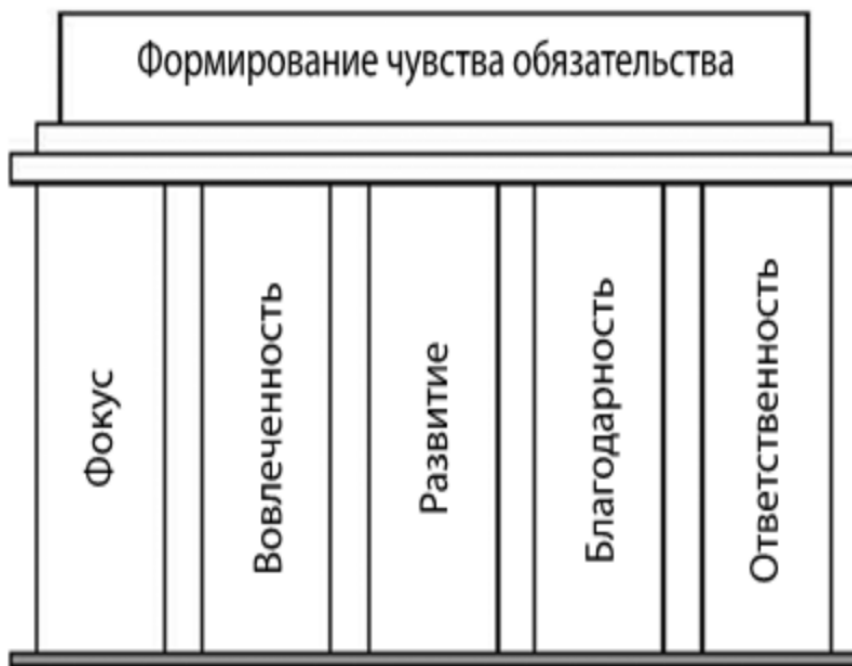 Формирование чувства обязательства
Фокус
Вовлеченность
Развитие
Благодарность
Ответственность